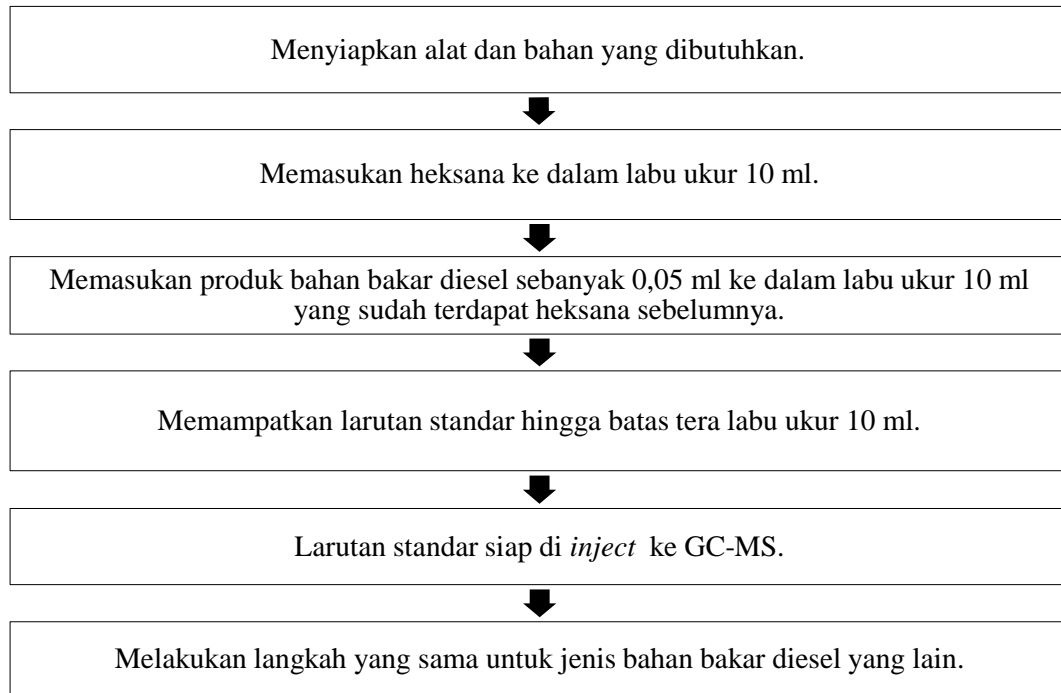 Menyiapkan alat dan bahan yang dibutuhkan.
Memasukan heksana ke dalam labu ukur 10 ml.
Memasukan produk bahan bakar diesel sebanyak 0,05 ml ke dalam labu ukur 10 ml
yang sudah terdapat heksana sebelumnya.
Memampatkan larutan standar hingga batas tera labu ukur 10 ml.
Larutan standar siap di inject ke GC-MS.
Melakukan langkah yang sama untuk jenis bahan bakar diesel yang lain.